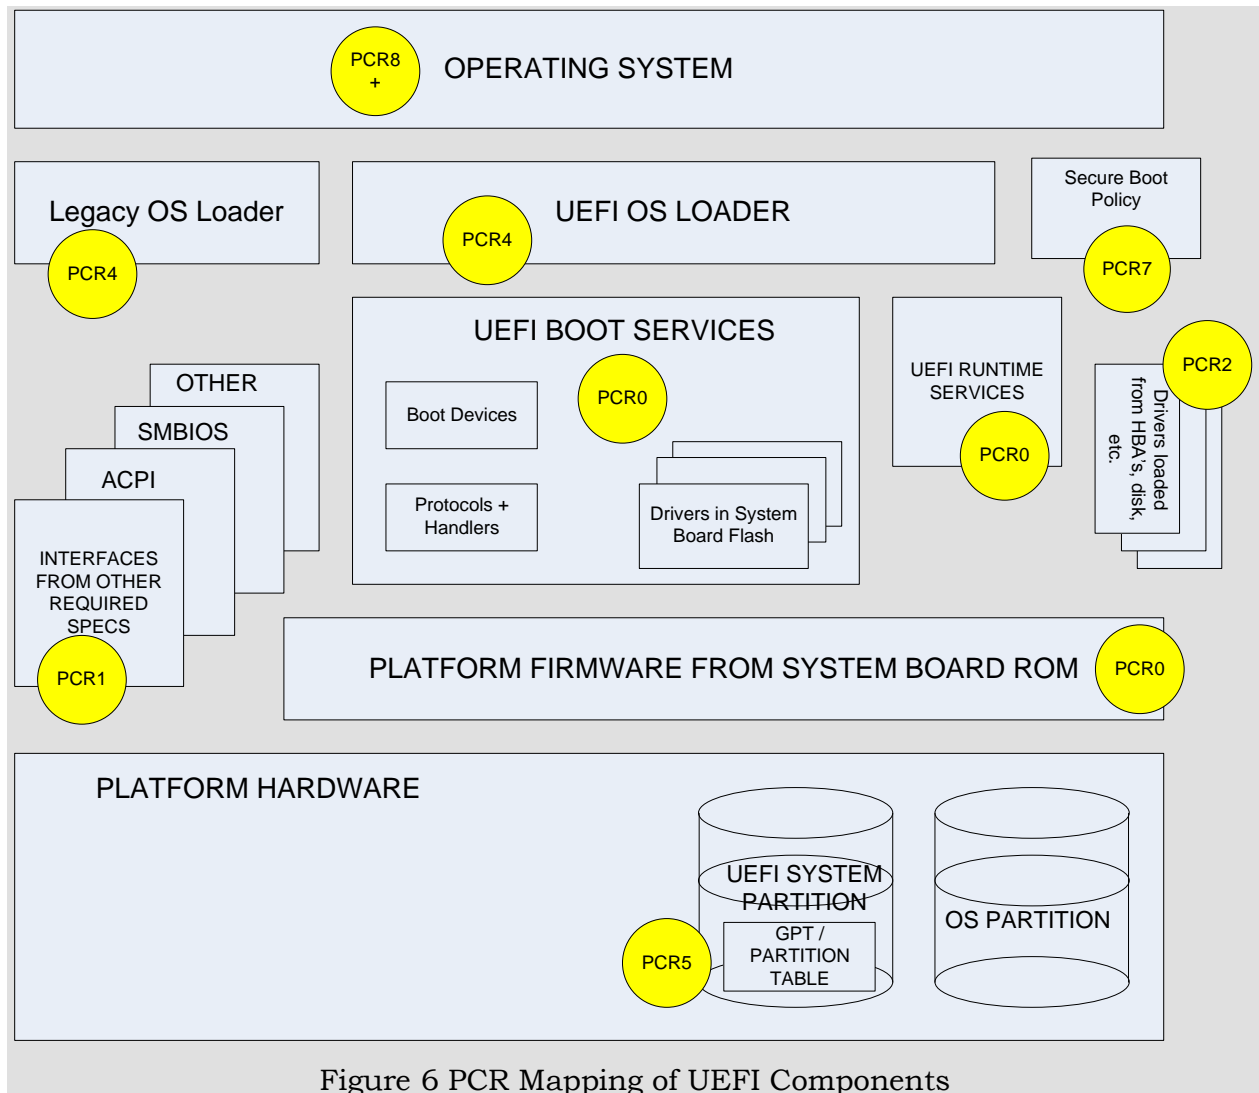 PCR8
+
OPERATING SYSTEM
Legacy OS Loader
PCR4
UEFI OS LOADER
PCR4
Secure Boot
Policy
PCR7
UEFI BOOT SERVICES
PCR0
Boot Devices
Protocols +
Handlers
Drivers in System
Board Flash
UEFI RUNTIME
SERVICES
PCR0
PCR2
Drivers loaded
from HBA's, disk,
etc.
OTHER
SMBIOS
ACPI
INTERFACES
FROM OTHER
REQUIRED
SPECS
PCR1
PLATFORM FIRMWARE FROM SYSTEM BOARD ROM
PCR0
PLATFORM HARDWARE
UEFI SYSTEM
PARTITION
GPT /
PARTITION
TABLE
PCR5
OS PARTITION
Figure 6 PCR Mapping of UEFI Components